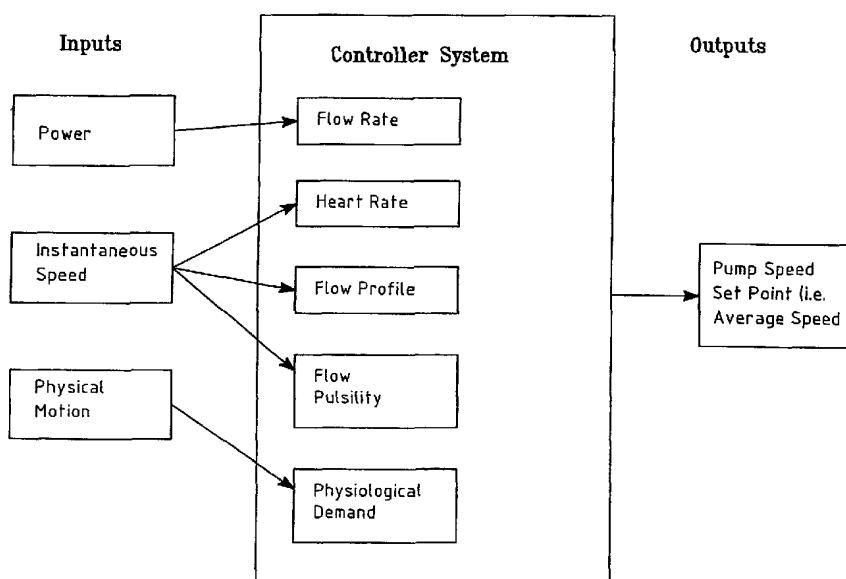 Inputs
Controller System
Outputs
Power
Flow Rate
Heart Rate
Instantaneous
Speed
Flow Profile
Pump Speed
Set Point (i.e.
Average Speed
Physical
Motion
Flow
Pulsility
Physiological
Demand